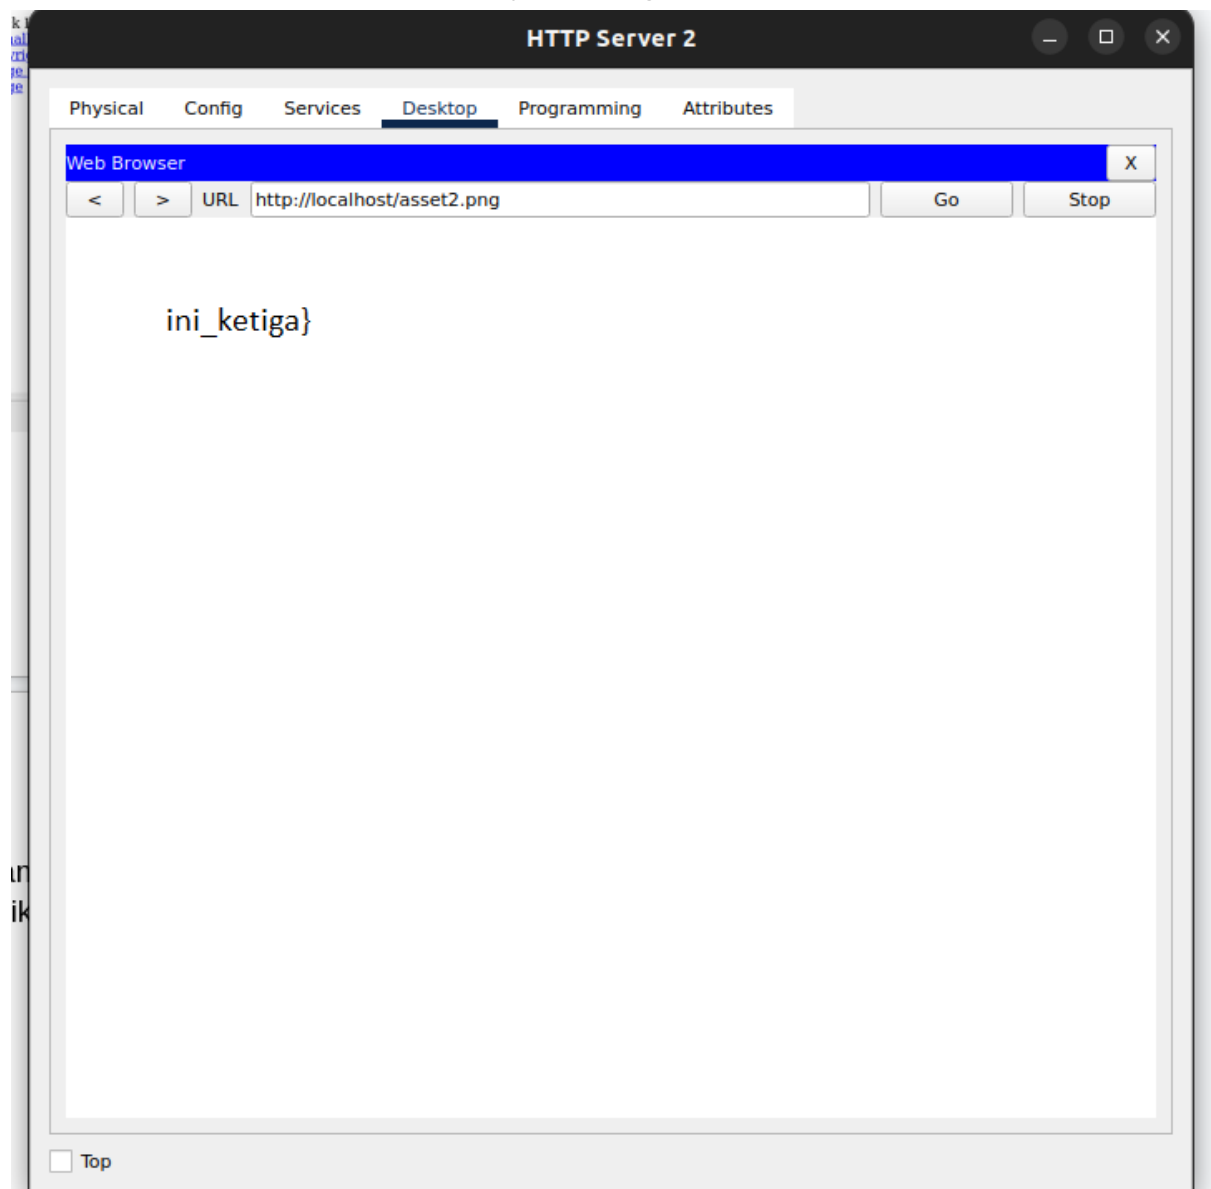 HTTP Server 2
Physical Config Services Desktop Programming Attributes
Web Browser X
< > URL http://localhost/asset2.png Go Stop
ini_ketiga}
Top